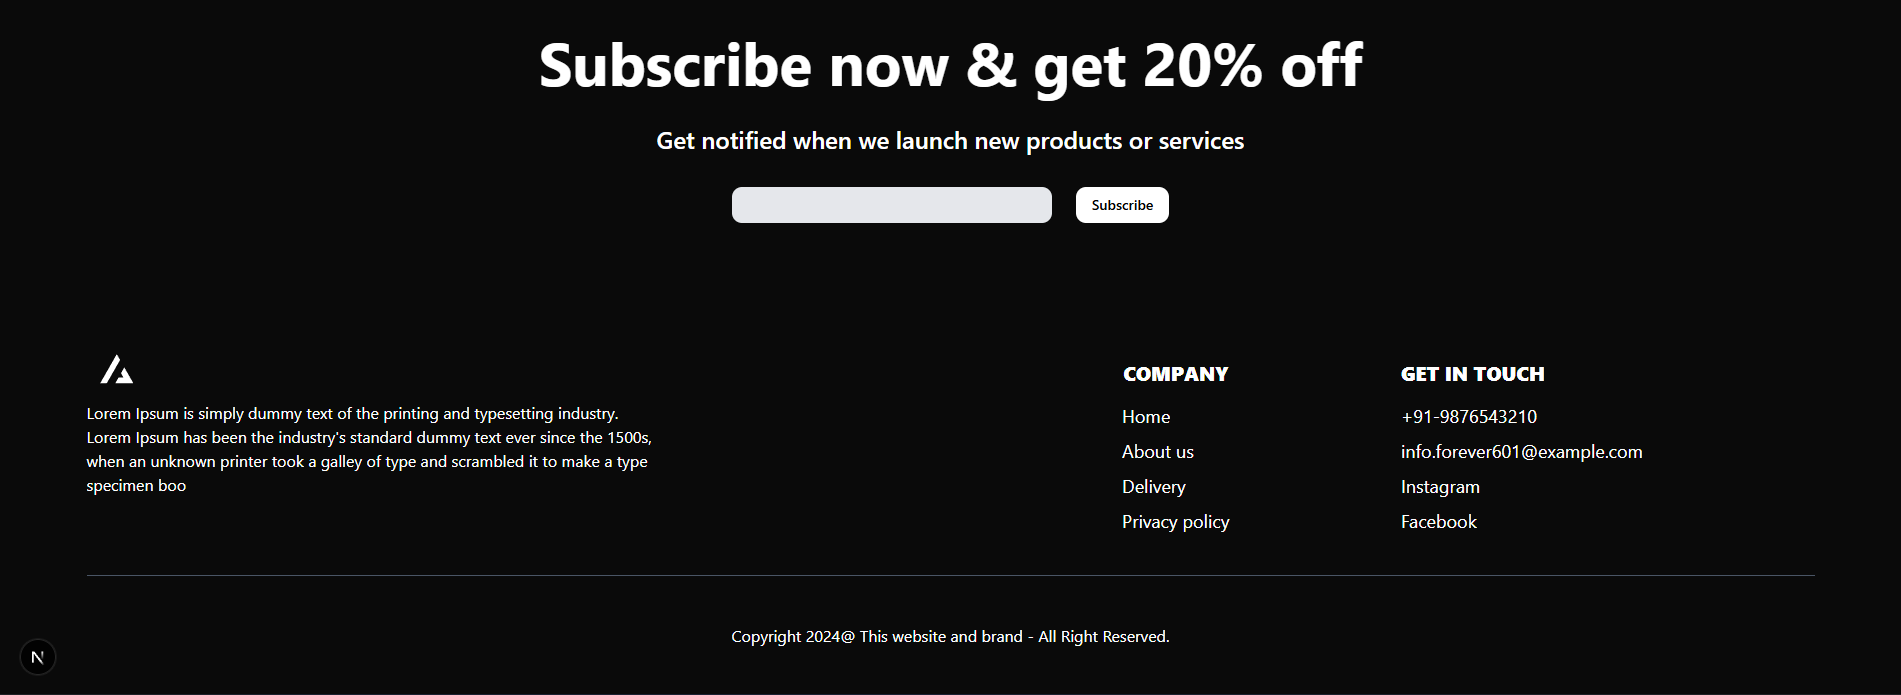 Subscribe now & get 20% off
Get notified when we launch new products or services
Subscribe
Lorem Ipsum is simply dummy text of the printing and typesetting industry.
Lorem Ipsum has been the industry's standard dummy text ever since the 1500s,
when an unknown printer took a galley of type and scrambled it to make a type
specimen boo
COMPANY
Home
About us
Delivery
Privacy policy
GET IN TOUCH
+91-9876543210
info.forever601@example.com
Instagram
Facebook
Copyright 2024@ This website and brand - All Right Reserved.
N